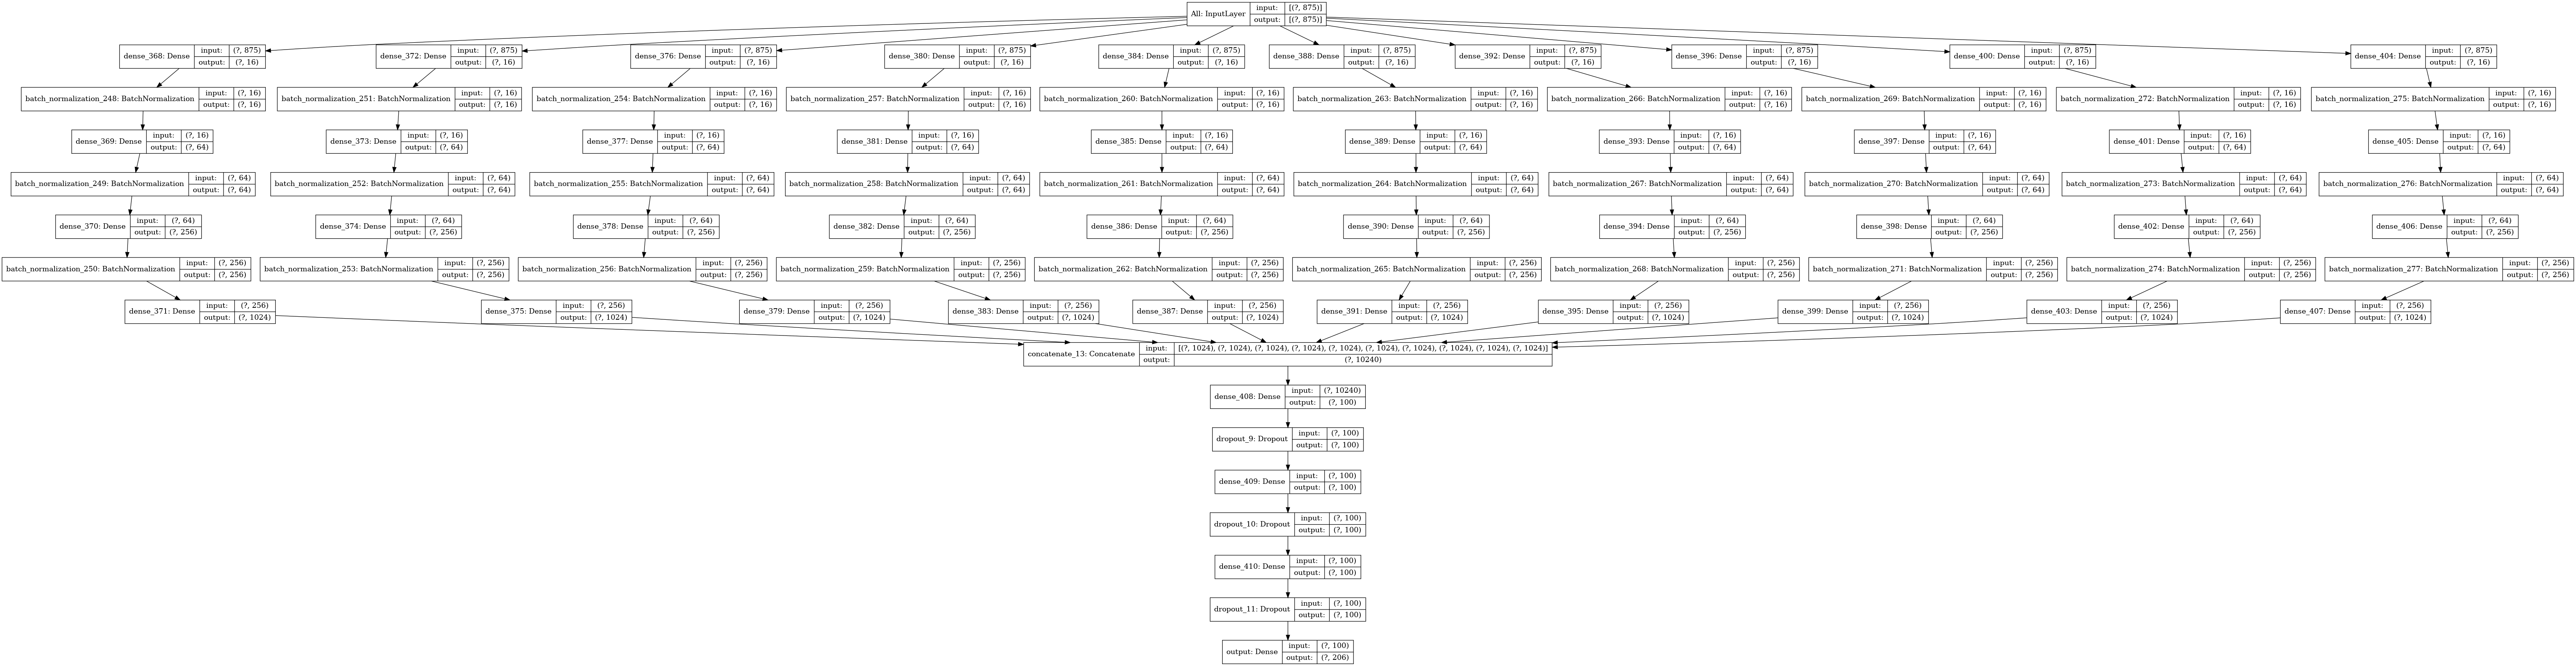 All: InputLayer input: [(?, 875)]
output: [(?, 875)]
dense_368: Dense input: (?, 875) dense_372: Dense input: (?, 875) dense_376: Dense input: (?, 875) dense_380: Dense input: (?, 875) dense_384: Dense input: (?, 875) dense_388: Dense input: (?, 875) dense_392: Dense input: (?, 875) dense_396: Dense input: (?, 875) dense_400: Dense input: (?, 875) dense_404: Dense input: (?, 875)
output: (?, 16) output: (?, 16) output: (?, 16) output: (?, 16) output: (?, 16) output: (?, 16) output: (?, 16) output: (?, 16) output: (?, 16) output: (?, 16)
batch_normalization_248: BatchNormalization input: (?, 16) batch_normalization_251: BatchNormalization input: (?, 16) batch_normalization_254: BatchNormalization input: (?, 16) batch_normalization_257: BatchNormalization input: (?, 16) batch_normalization_260: BatchNormalization input: (?, 16) batch_normalization_263: BatchNormalization input: (?, 16) batch_normalization_266: BatchNormalization input: (?, 16) batch_normalization_269: BatchNormalization input: (?, 16) batch_normalization_272: BatchNormalization input: (?, 16) batch_normalization_275: BatchNormalization input: (?, 16)
output: (?, 16) output: (?, 16) output: (?, 16) output: (?, 16) output: (?, 16) output: (?, 16) output: (?, 16) output: (?, 16) output: (?, 16) output: (?, 16)
dense_369: Dense input: (?, 16) dense_373: Dense input: (?, 16) dense_377: Dense input: (?, 16) dense_381: Dense input: (?, 16) dense_385: Dense input: (?, 16) dense_389: Dense input: (?, 16) dense_393: Dense input: (?, 16) dense_397: Dense input: (?, 16) dense_401: Dense input: (?, 16) dense_405: Dense input: (?, 16)
output: (?, 64) output: (?, 64) output: (?, 64) output: (?, 64) output: (?, 64) output: (?, 64) output: (?, 64) output: (?, 64) output: (?, 64) output: (?, 64)
batch_normalization_249: BatchNormalization input: (?, 64) batch_normalization_252: BatchNormalization input: (?, 64) batch_normalization_255: BatchNormalization input: (?, 64) batch_normalization_258: BatchNormalization input: (?, 64) batch_normalization_261: BatchNormalization input: (?, 64) batch_normalization_264: BatchNormalization input: (?, 64) batch_normalization_267: BatchNormalization input: (?, 64) batch_normalization_270: BatchNormalization input: (?, 64) batch_normalization_273: BatchNormalization input: (?, 64) batch_normalization_276: BatchNormalization input: (?, 64)
output: (?, 64) output: (?, 64) output: (?, 64) output: (?, 64) output: (?, 64) output: (?, 64) output: (?, 64) output: (?, 64) output: (?, 64) output: (?, 64)
dense_370: Dense input: (?, 64) dense_374: Dense input: (?, 64) dense_378: Dense input: (?, 64) dense_382: Dense input: (?, 64) dense_386: Dense input: (?, 64) dense_390: Dense input: (?, 64) dense_394: Dense input: (?, 64) dense_398: Dense input: (?, 64) dense_402: Dense input: (?, 64) dense_406: Dense input: (?, 64)
output: (?, 256) output: (?, 256) output: (?, 256) output: (?, 256) output: (?, 256) output: (?, 256) output: (?, 256) output: (?, 256) output: (?, 256) output: (?, 256)
batch_normalization_250: BatchNormalization input: (?, 256) batch_normalization_253: BatchNormalization input: (?, 256) batch_normalization_256: BatchNormalization input: (?, 256) batch_normalization_259: BatchNormalization input: (?, 256) batch_normalization_262: BatchNormalization input: (?, 256) batch_normalization_265: BatchNormalization input: (?, 256) batch_normalization_268: BatchNormalization input: (?, 256) batch_normalization_271: BatchNormalization input: (?, 256) batch_normalization_274: BatchNormalization input: (?, 256) batch_normalization_277: BatchNormalization input: (?, 256)
output: (?, 256) output: (?, 256) output: (?, 256) output: (?, 256) output: (?, 256) output: (?, 256) output: (?, 256) output: (?, 256) output: (?, 256) output: (?, 256)
dense_371: Dense input: (?, 256) dense_375: Dense input: (?, 256) dense_379: Dense input: (?, 256) dense_383: Dense input: (?, 256) dense_387: Dense input: (?, 256) dense_391: Dense input: (?, 256) dense_395: Dense input: (?, 256) dense_399: Dense input: (?, 256) dense_403: Dense input: (?, 256) dense_407: Dense input: (?, 256)
output: (?, 1024) output: (?, 1024) output: (?, 1024) output: (?, 1024) output: (?, 1024) output: (?, 1024) output: (?, 1024) output: (?, 1024) output: (?, 1024) output: (?, 1024)
concatenate_13: Concatenate input: [(?, 1024), (?, 1024), (?, 1024), (?, 1024), (?, 1024), (?, 1024), (?, 1024), (?, 1024), (?, 1024), (?, 1024)]
output: (?, 10240)
dense_408: Dense input: (?, 10240)
output: (?, 100)
dropout_9: Dropout input: (?, 100)
output: (?, 100)
dense_409: Dense input: (?, 100)
output: (?, 100)
dropout_10: Dropout input: (?, 100)
output: (?, 100)
dense_410: Dense input: (?, 100)
output: (?, 100)
dropout_11: Dropout input: (?, 100)
output: (?, 100)
output: Dense input: (?, 100)
output: (?, 206)